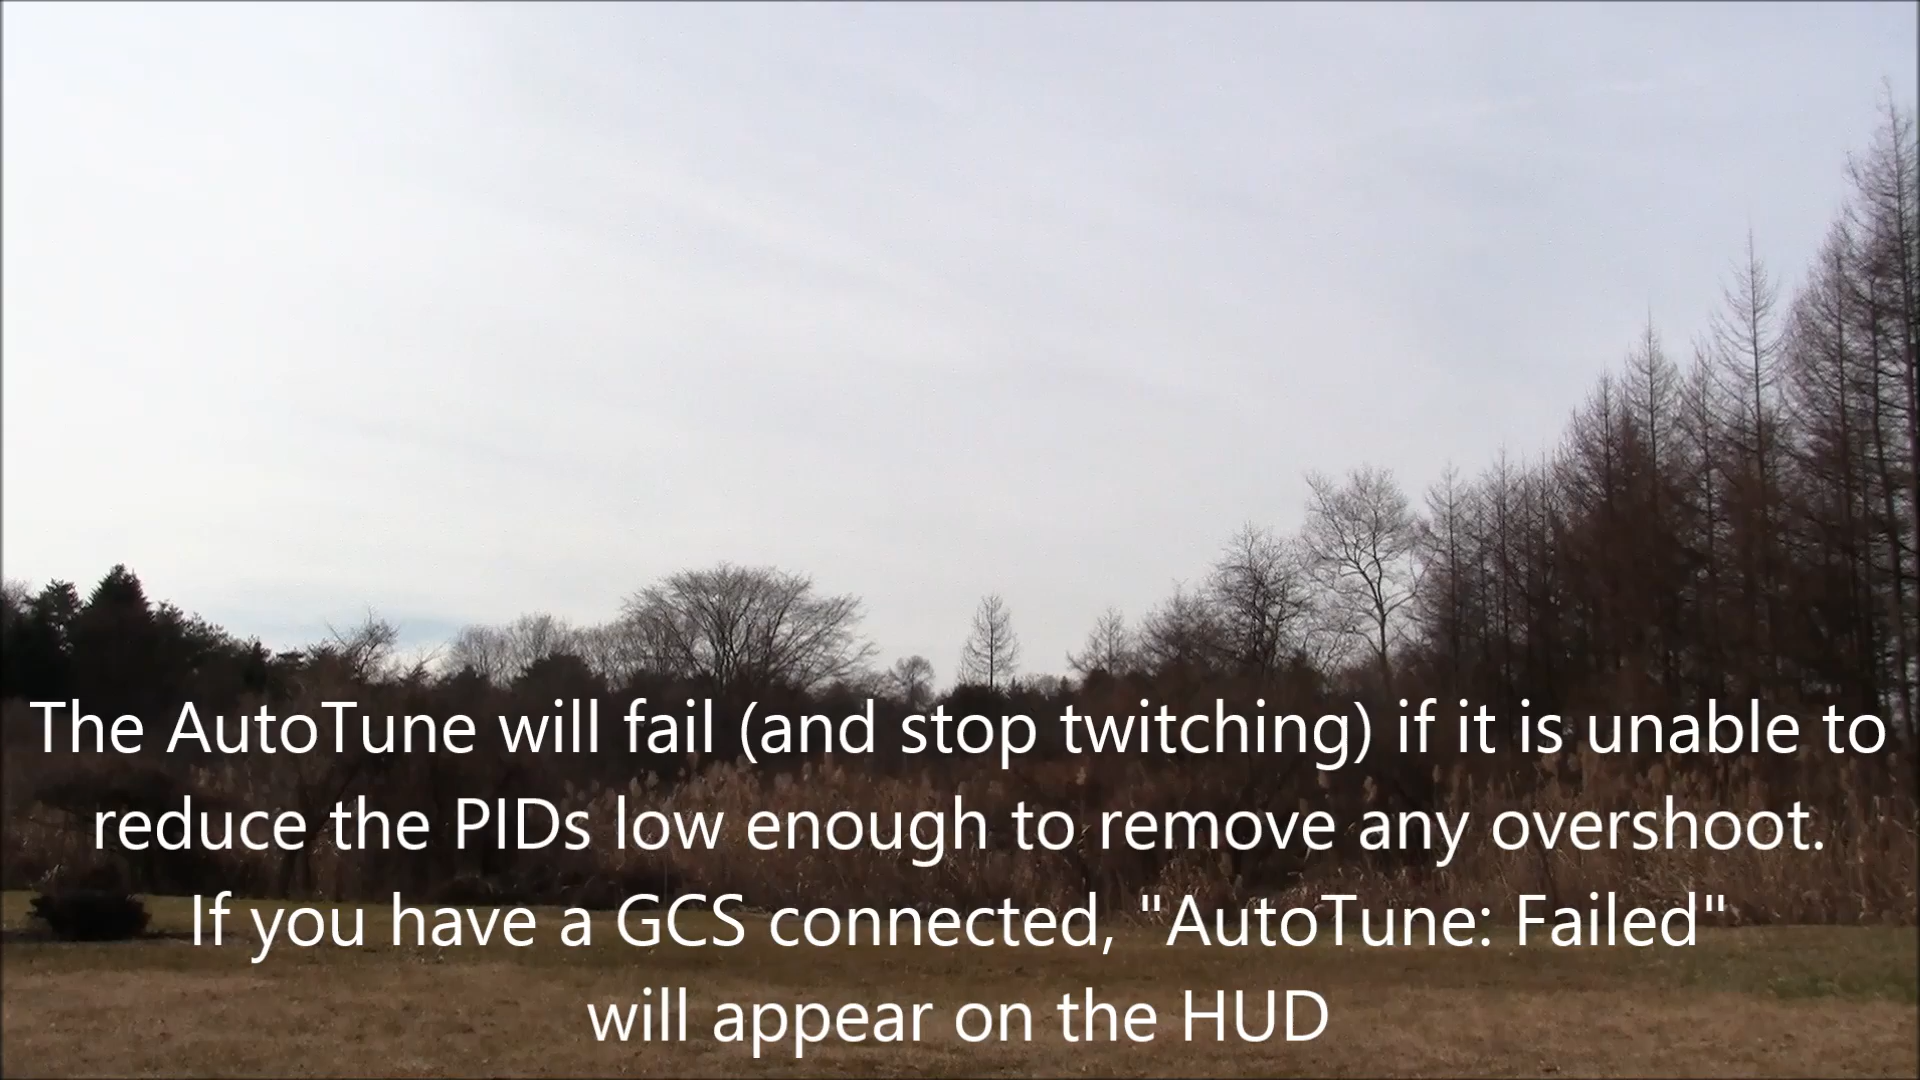 The AutoTune will fail (and stop twitching) if it is unable to
reduce the PIDs low enough to remove any overshoot.
If you have a GCS connected, "AutoTune: Failed"
will appear on the HUD